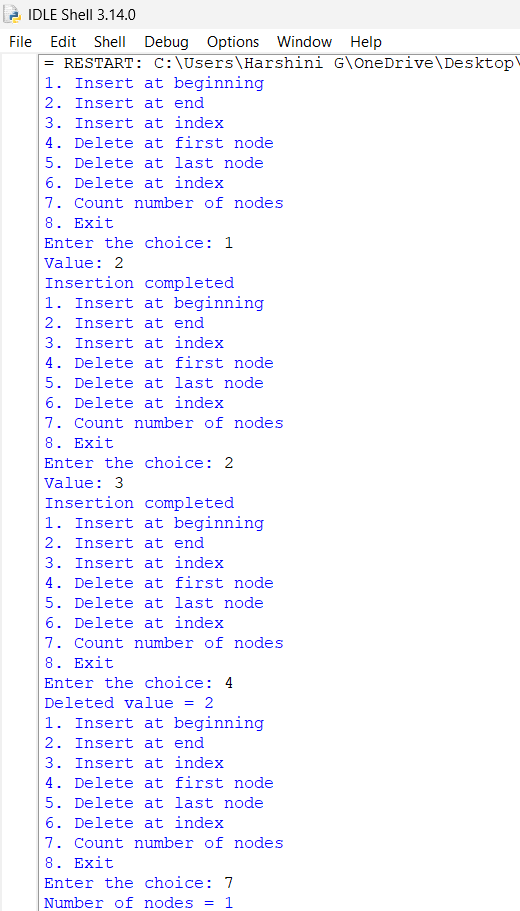 IDLE Shell 3.14.0
File Edit Shell Debug Options Window Help
= RESTART: C:\Users\Harshini G\OneDrive\Desktop\
1. Insert at beginning
2. Insert at end
3. Insert at index
4. Delete at first node
5. Delete at last node
6. Delete at index
7. Count number of nodes
8. Exit
Enter the choice: 1
Value: 2
Insertion completed
1. Insert at beginning
2. Insert at end
3. Insert at index
4. Delete at first node
5. Delete at last node
6. Delete at index
7. Count number of nodes
8. Exit
Enter the choice: 2
Value: 3
Insertion completed
1. Insert at beginning
2. Insert at end
3. Insert at index
4. Delete at first node
5. Delete at last node
6. Delete at index
7. Count number of nodes
8. Exit
Enter the choice: 4
Deleted value = 2
1. Insert at beginning
2. Insert at end
3. Insert at index
4. Delete at first node
5. Delete at last node
6. Delete at index
7. Count number of nodes
8. Exit
Enter the choice: 7
Number of nodes = 1